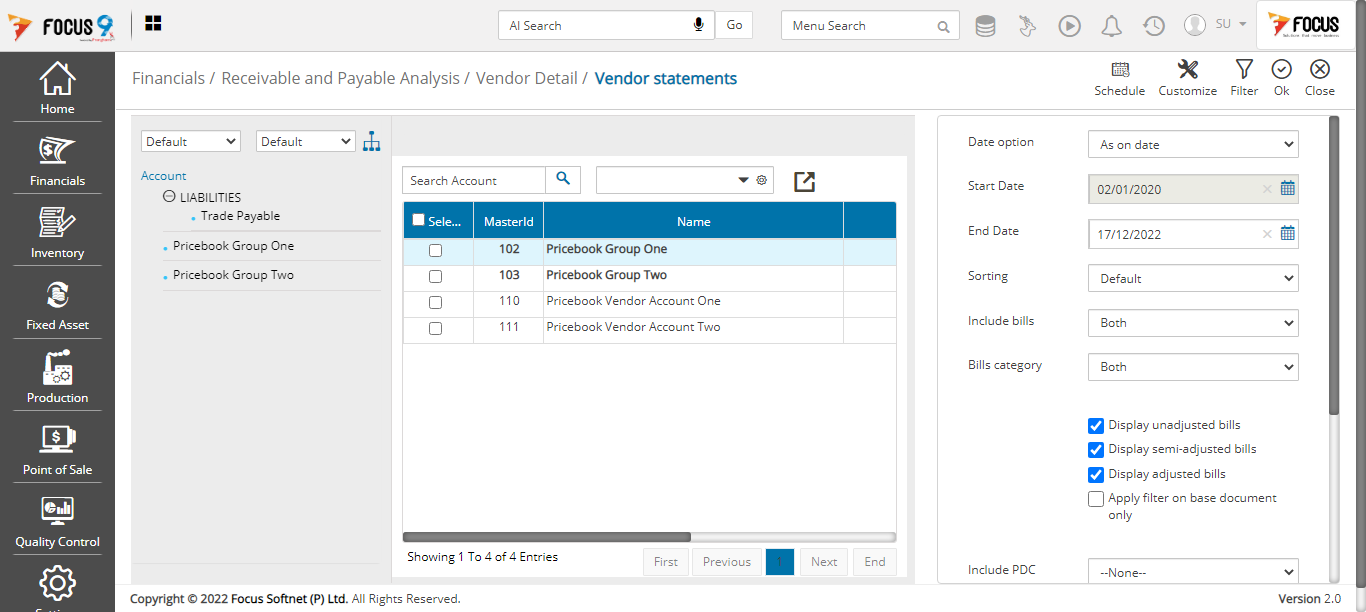 FOCUS 9
AI Search
Go
Menu Search
SU
FOCUS
Home
Financials
Inventory
Fixed Asset
Production
Point of Sale
Quality Control
Financials / Receivable and Payable Analysis / Vendor Detail / Vendor statements
Schedule
Customize
Filter
Ok
Close
Default
Default
Account
LIABILITIES
Trade Payable
Pricebook Group One
Pricebook Group Two
Search Account
Sele... MasterId Name
102 Pricebook Group One
103 Pricebook Group Two
110 Pricebook Vendor Account One
111 Pricebook Vendor Account Two
Showing 1 To 4 of 4 Entries
First Previous 1 Next End
Date option As on date
Start Date 02/01/2020
End Date 17/12/2022
Sorting Default
Include bills Both
Bills category Both
Display unadjusted bills
Display semi-adjusted bills
Display adjusted bills
Apply filter on base document
only
Include PDC --None--
Copyright © 2022 Focus Softnet (P) Ltd. All Rights Reserved.
Version 2.0